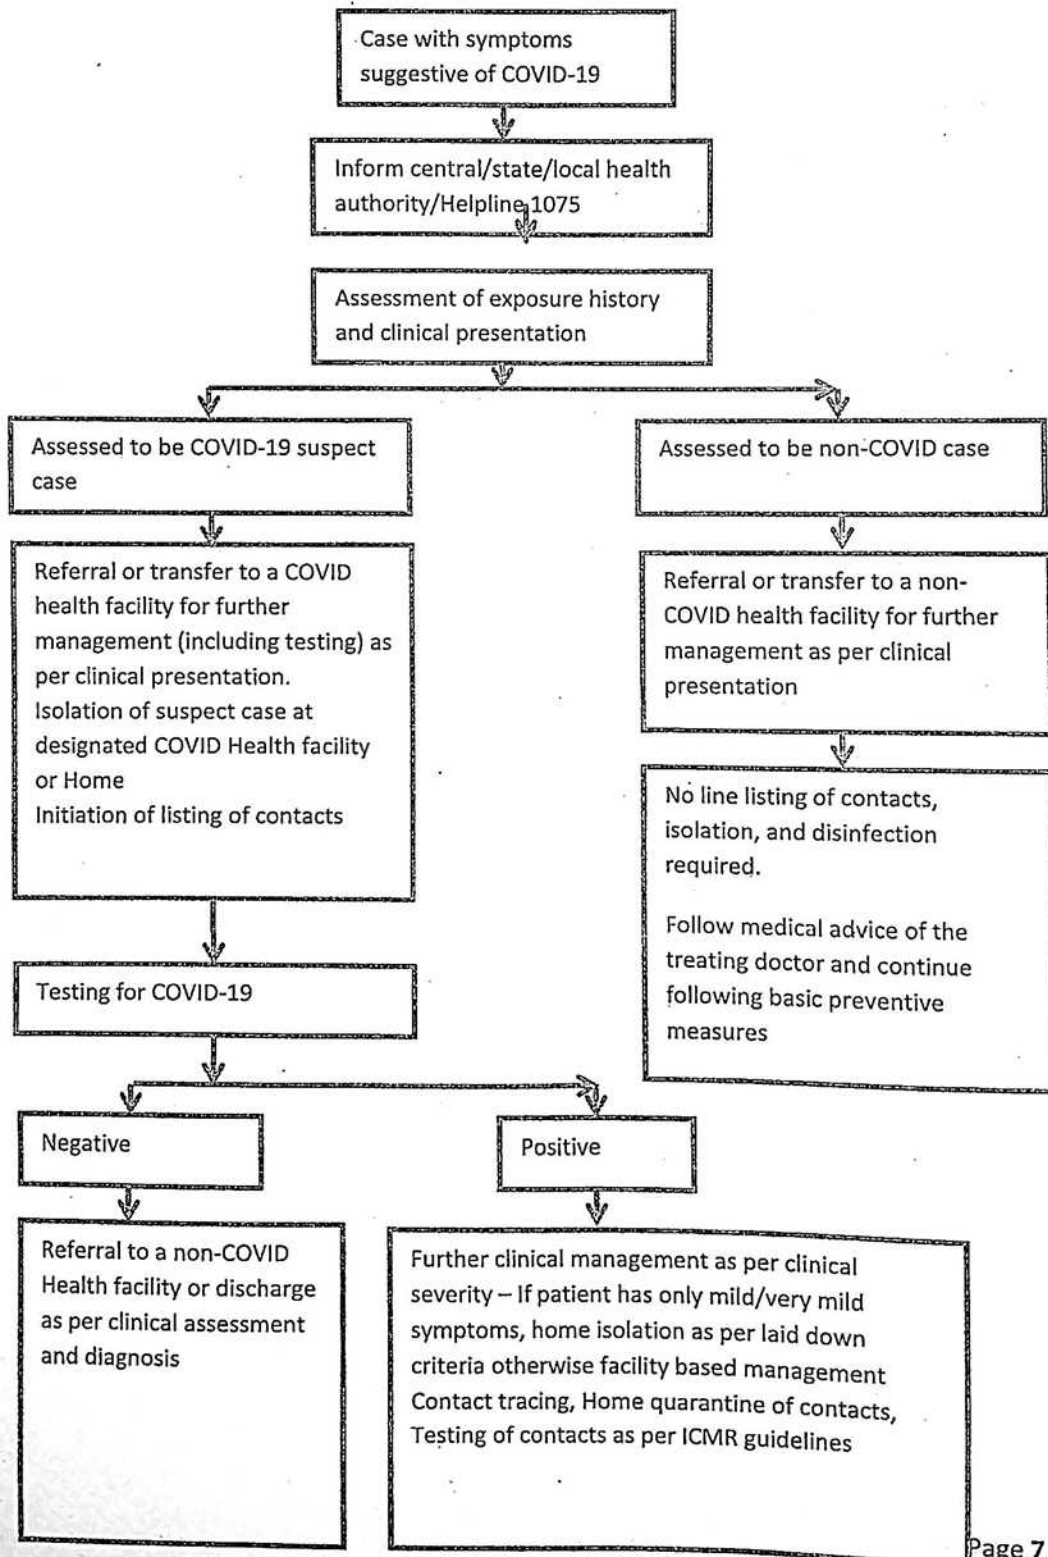 Case with symptoms
suggestive of COVID-19
Inform central/state/local health
authority/Helpline 1075
Assessment of exposure history
and clinical presentation
Assessed to be COVID-19 suspect
case
Assessed to be non-COVID case
Referral or transfer to a COVID
health facility for further
management (including testing) as
per clinical presentation.
Isolation of suspect case at
designated COVID Health facility
or Home
Initiation of listing of contacts
Referral or transfer to a non-
COVID health facility for further
management as per clinical
presentation
No line listing of contacts,
isolation, and disinfection
required.
Follow medical advice of the
treating doctor and continue
following basic preventive
measures
Testing for COVID-19
Negative
Positive
Referral to a non-COVID
Health facility or discharge
as per clinical assessment
and diagnosis
Further clinical management as per clinical
severity – If patient has only mild/very mild
symptoms, home isolation as per laid down
criteria otherwise facility based management
Contact tracing, Home quarantine of contacts,
Testing of contacts as per ICMR guidelines
Page 7